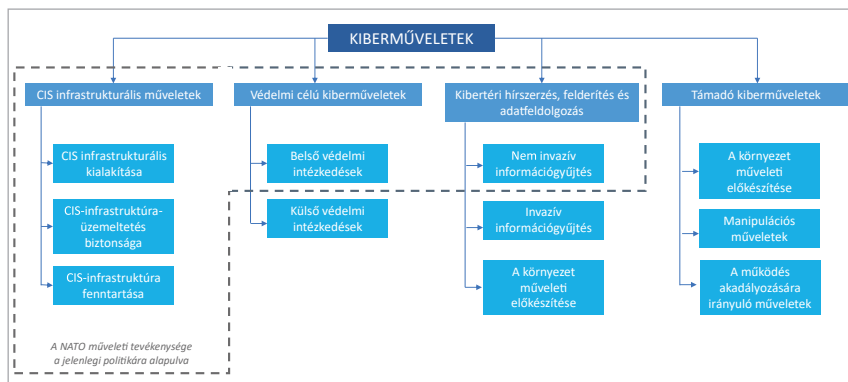 KIBERMŰVELETEK
CIS infrastrukturális műveletek
CIS infrastrukturális
kialakítása
CIS-infrastruktúra-
üzemeltetés
biztonsága
CIS-infrastruktúra
fenntartása
A NATO műveleti tevékenysége
a jelenlegi politikára alapulva
Védelmi célú kiberműveletek
Belső védelmi
intézkedések
Külső védelmi
intézkedések
Kibertéri hírszerzés, felderítés és
adatfeldolgozás
Nem invazív
információgyűjtés
Invazív
információgyűjtés
A környezet
műveleti
előkészítése
Támadó kiberműveletek
A környezet
műveleti
előkészítése
Manipulációs
műveletek
A működés
akadályozására
irányuló műveletek